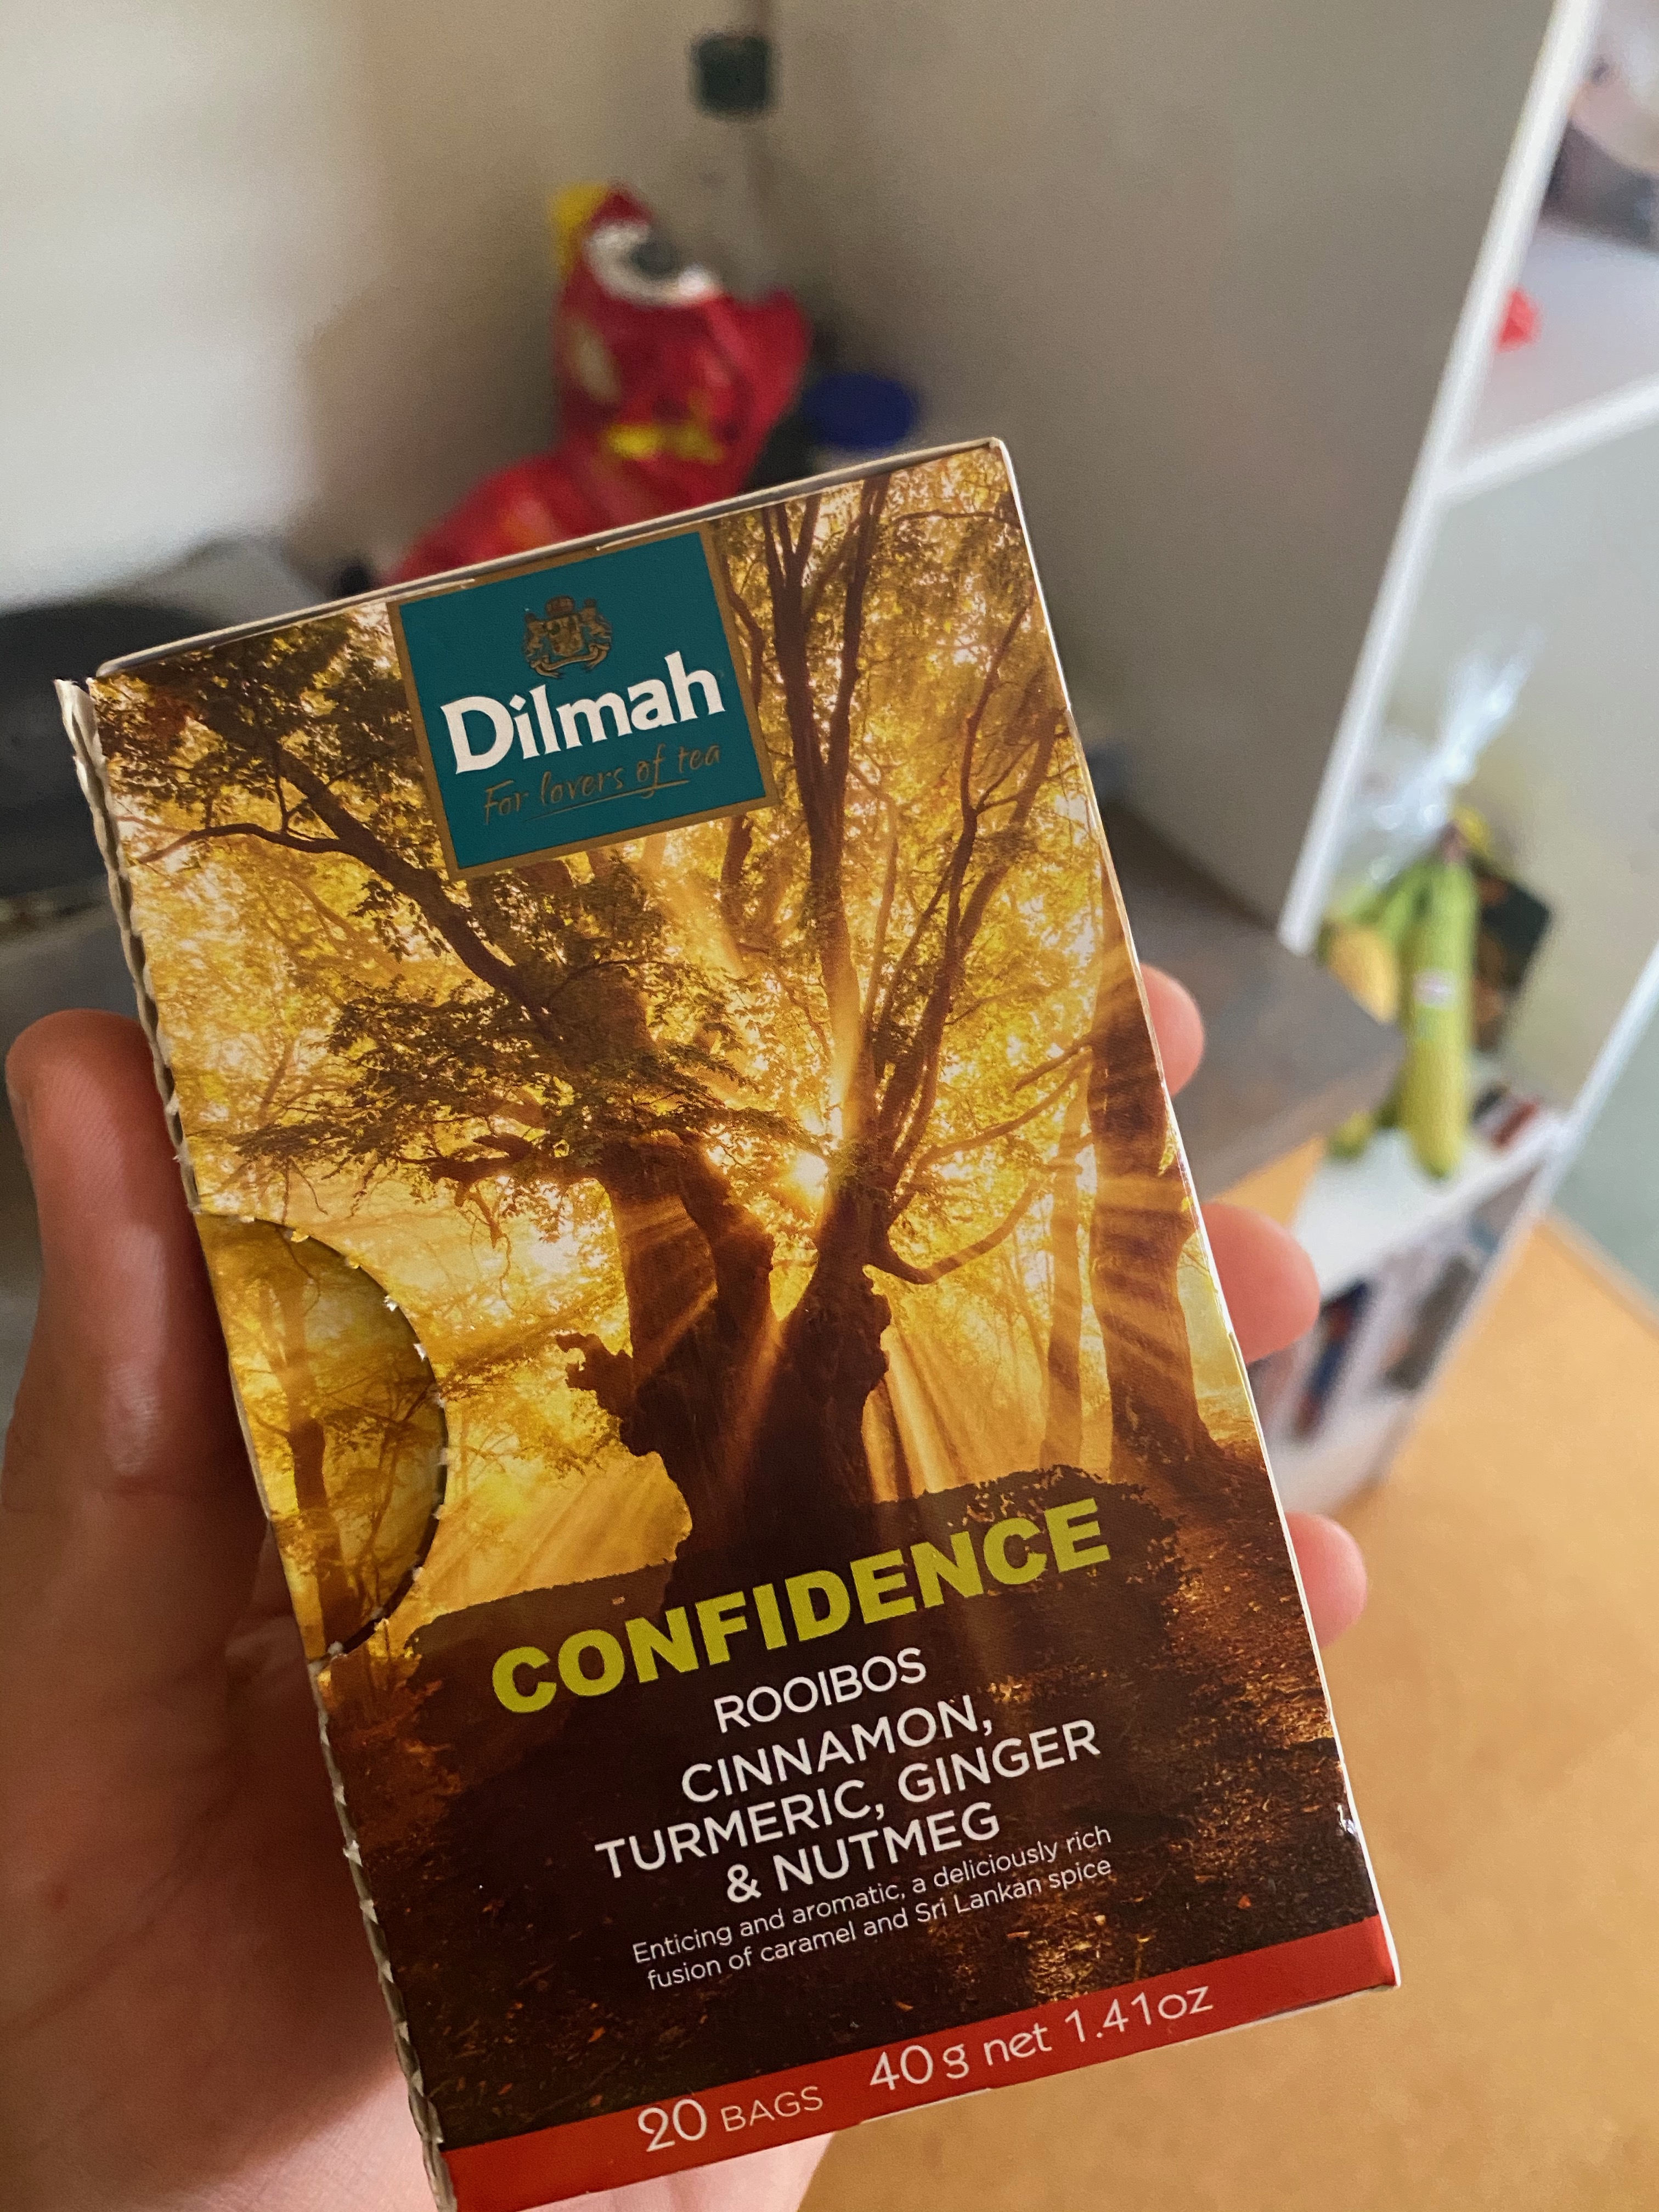 Dilmah
For lovers of tea
CONFIDENCE
ROOIBOS
CINNAMON,
TURMERIC, GINGER
& NUTMEG
Enticing and aromatic, a deliciously rich
fusion of caramel and Sri Lankan spice
20 BAGS 40g net 1.41oz